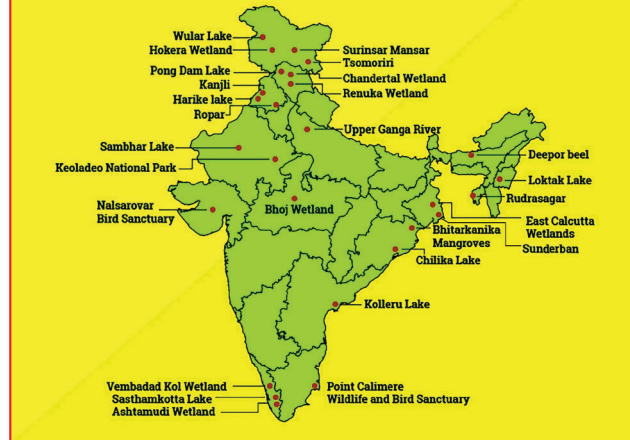 Wular Lake
Hokera Wetland
Surinsar Mansar
Tsomoriri
Pong Dam Lake
Chandertal Wetland
Kanjli
Renuka Wetland
Harike lake
Ropar
Upper Ganga River
Sambhar Lake
Keoladeo National Park
Deepor beel
Loktak Lake
Rudrasagar
Nalsarovar
Bird Sanctuary
Bhoj Wetland
East Calcutta
Wetlands
Sunderban
Bhitarkanika
Mangroves
Chilika Lake
Kolleru Lake
Vembadad Kol Wetland
Sasthamkotta Lake
Ashtamudi Wetland
Point Calimere
Wildlife and Bird Sanctuary